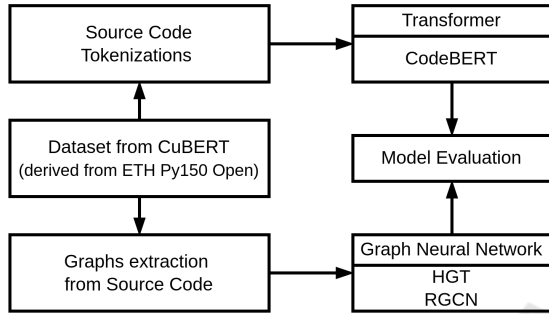 Source Code
Tokenizations
Transformer
CodeBERT
Dataset from CuBERT
(derived from ETH Py150 Open)
Model Evaluation
Graphs extraction
from Source Code
Graph Neural Network
HGT
RGCN